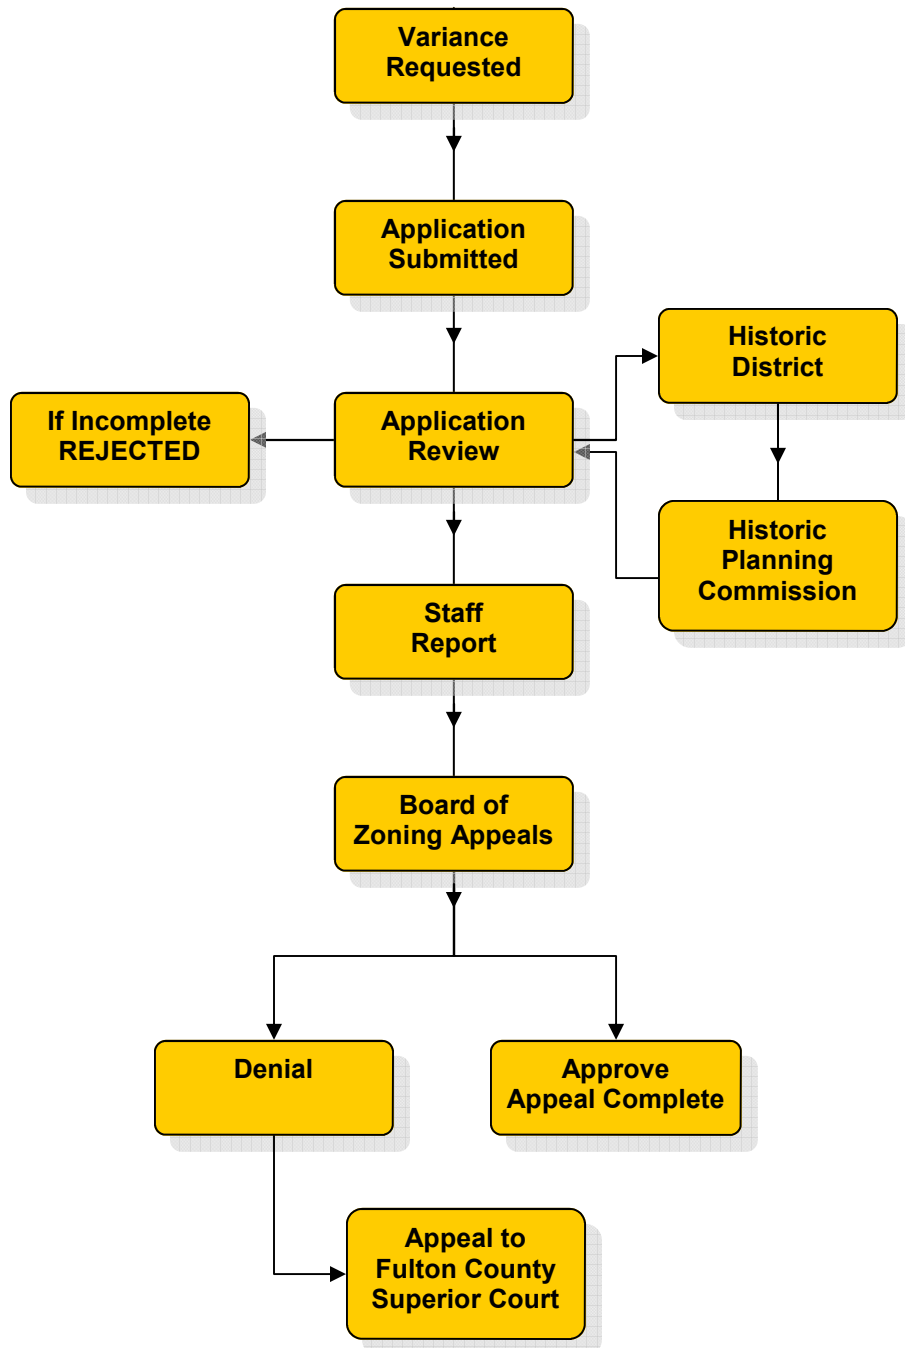 Variance
Requested
Application
Submitted
Historic
District
If Incomplete
REJECTED
Application
Review
Historic
Planning
Commission
Staff
Report
Board of
Zoning Appeals
Denial
Approve
Appeal Complete
Appeal to
Fulton County
Superior Court